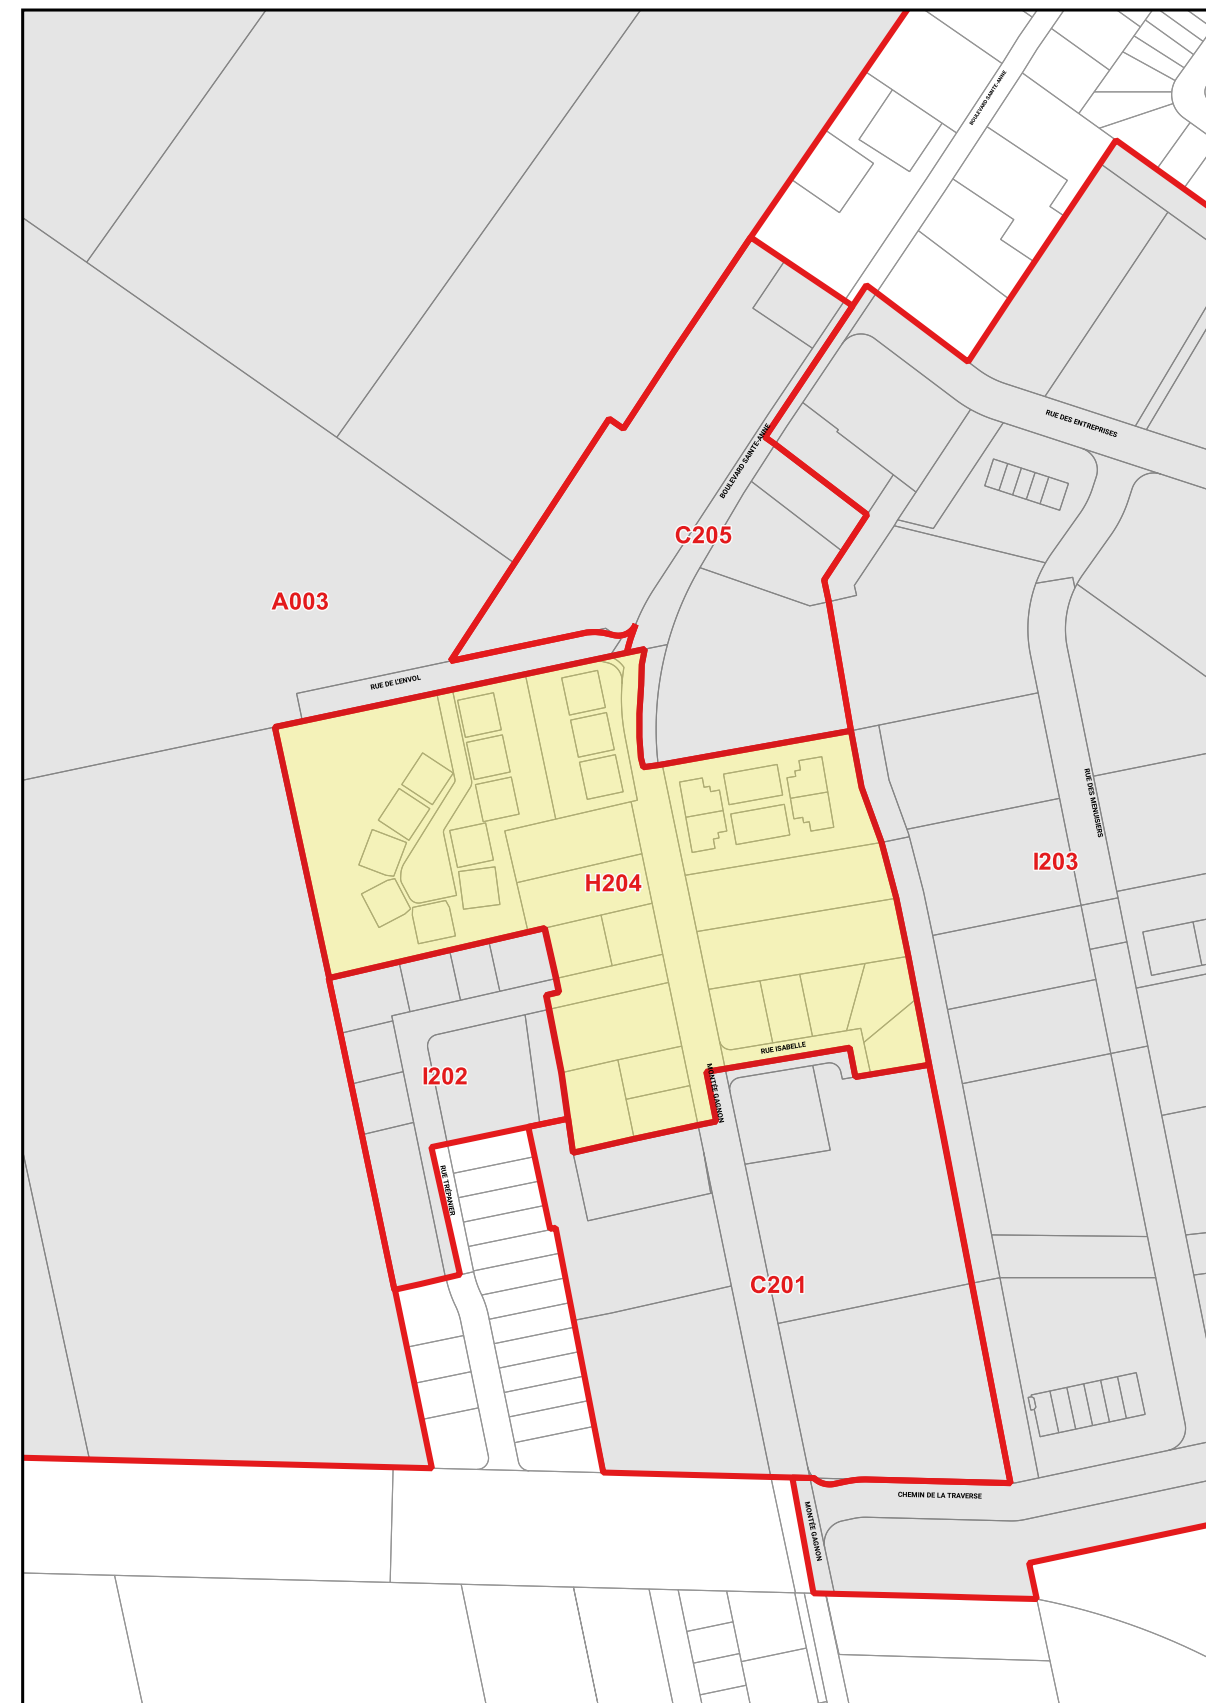 BOULEVARD SAINTE-ANNE
RUE DES ENTREPRISES
BOULEVARD SAINTE-ANNE
C205
A003
RUE DE L'ENVOL
RUE DES MENUISIERS
I203
H204
RUE ISABELLE
I202
MONTÉE GAGNON
RUE TRÉPANIER
C201
CHEMIN DE LA TRAVERSE
MONTÉE GAGNON